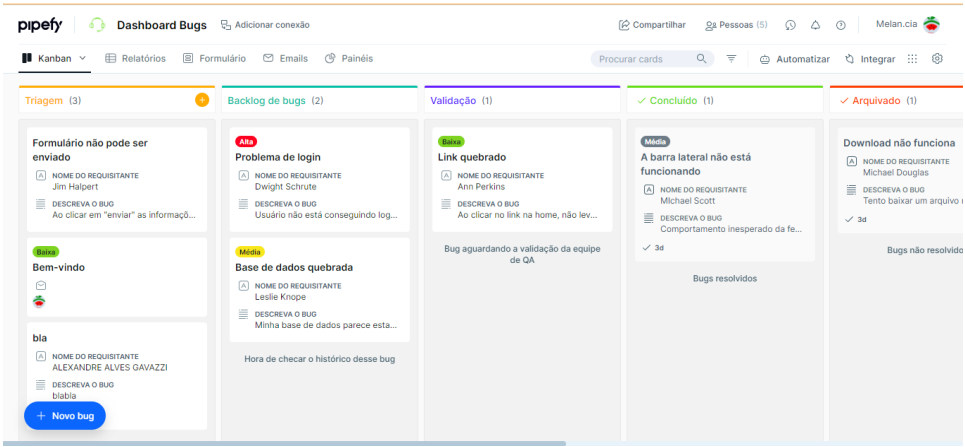 pipefy
Dashboard Bugs
Adicionar conexão
Compartilhar
Pessoas (5)
Melan.cia
Kanban
Relatórios
Formulário
Emails
Painéis
Procurar cards
Automatizar
Integrar
Triagem (3)
Formulário não pode ser
enviado
NOME DO REQUISITANTE
Jim Halpert
DESCREVA O BUG
Ao clicar em "enviar" as informaçõ...
Baixa
Bem-vindo
bla
NOME DO REQUISITANTE
ALEXANDRE ALVES GAVAZZI
DESCREVA O BUG
blabla
+ Novo bug
Backlog de bugs (2)
Alta
Problema de login
NOME DO REQUISITANTE
Dwight Schrute
DESCREVA O BUG
Usuário não está conseguindo log...
Média
Base de dados quebrada
NOME DO REQUISITANTE
Leslie Knope
DESCREVA O BUG
Minha base de dados parece esta...
Hora de checar o histórico desse bug
Validação (1)
Baixa
Link quebrado
NOME DO REQUISITANTE
Ann Perkins
DESCREVA O BUG
Ao clicar no link na home, não lev...
Bug aguardando a validação da equipe
de QA
Concluído (1)
Média
A barra lateral não está
funcionando
NOME DO REQUISITANTE
MIchael Scott
DESCREVA O BUG
Comportamento inesperado da fe...
3d
Bugs resolvidos
Arquivado (1)
Download não funciona
NOME DO REQUISITANTE
Michael Douglas
DESCREVA O BUG
Tento baixar um arquivo
3d
Bugs não resolvido